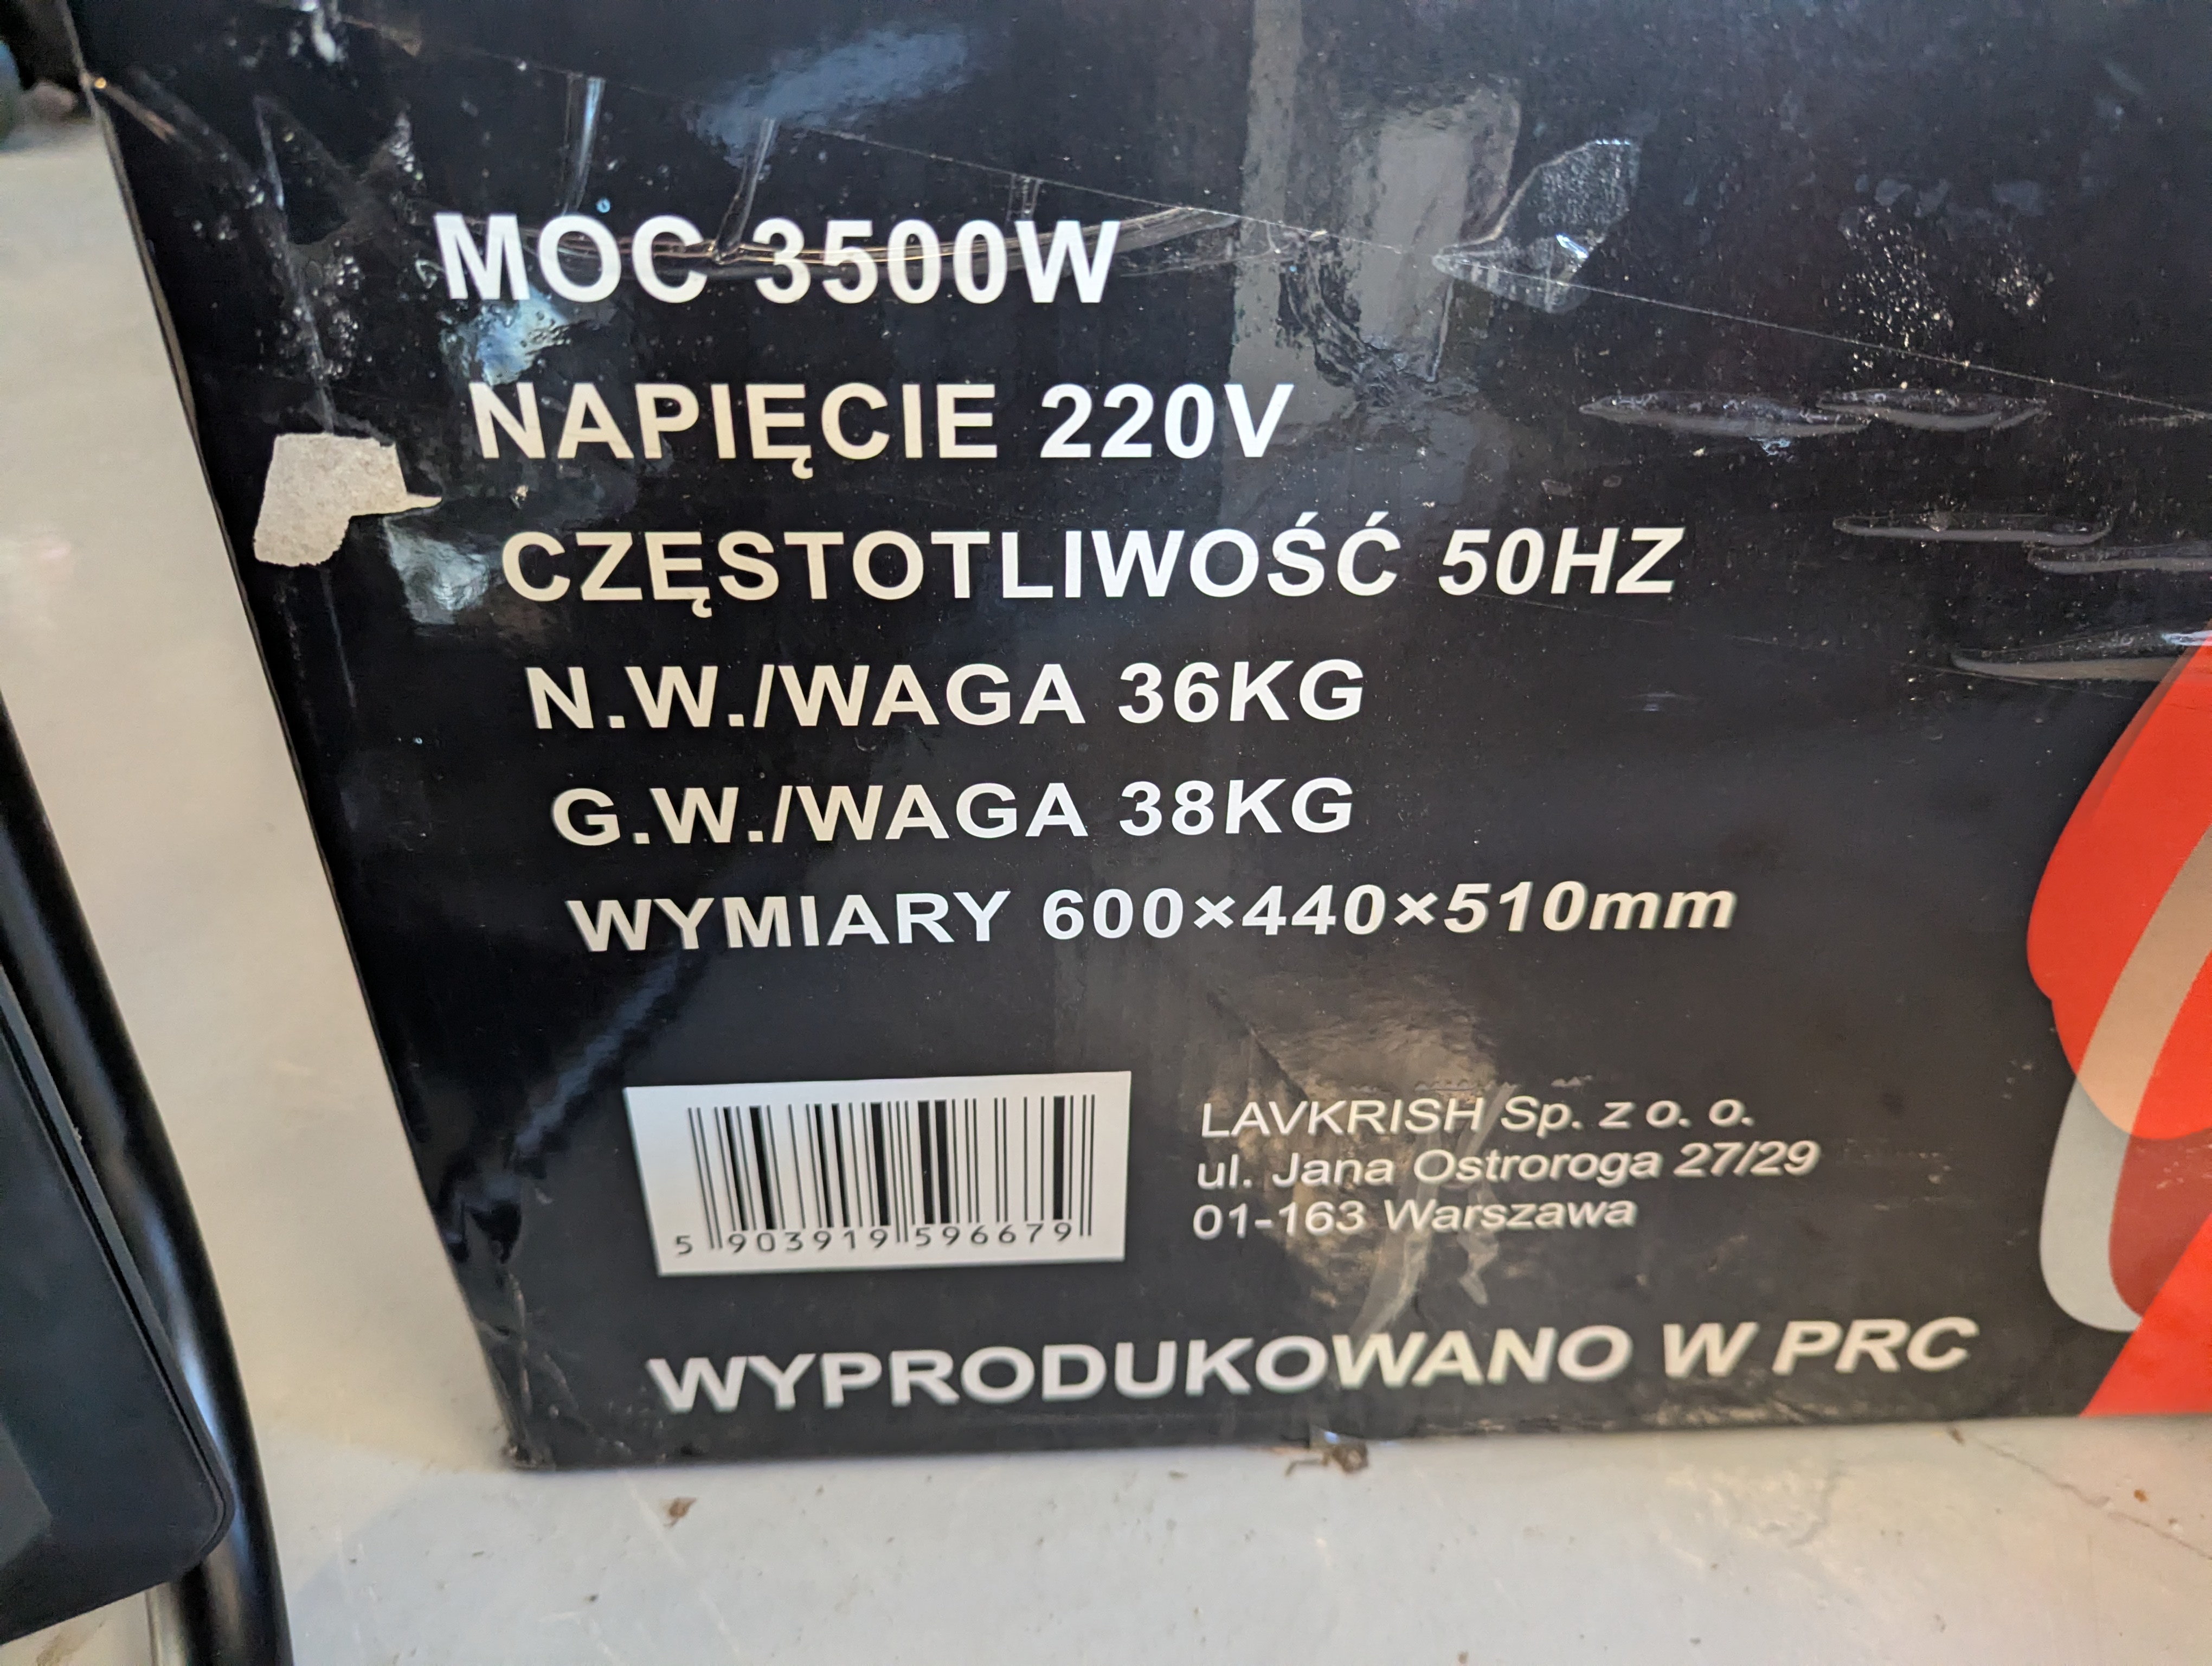 MOC 3500W
NAPIĘCIE 220V
CZĘSTOTLIWOŚĆ 50HZ
N.W./WAGA 36KG
G.W./WAGA 38KG
WYMIARY 600×440×510mm
LAVKRISH Sp. z o. o.
ul. Jana Ostroroga 27/29
01-163 Warszawa
5 903919 596679
WYPRODUKOWANO W PRC